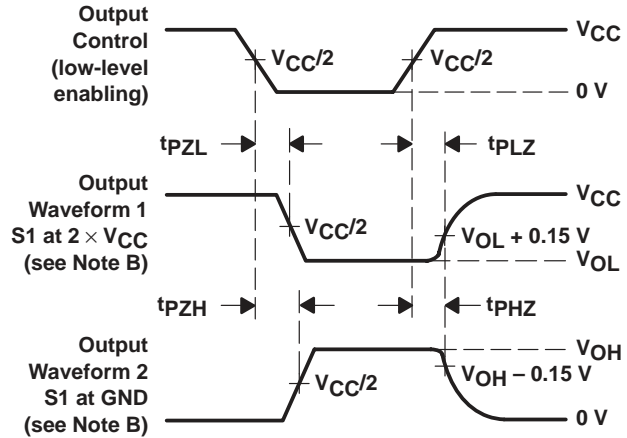 Output
Control
(low-level
enabling)
VCC/2
VCC/2
VCC
0 V
tPZL
tPLZ
Output
Waveform 1
S1 at 2 × VCC
(see Note B)
VCC/2
VCC
VOL + 0.15 V
VOL
tPZH
tPHZ
Output
Waveform 2
S1 at GND
(see Note B)
VCC/2
VOH
VOH – 0.15 V
0 V